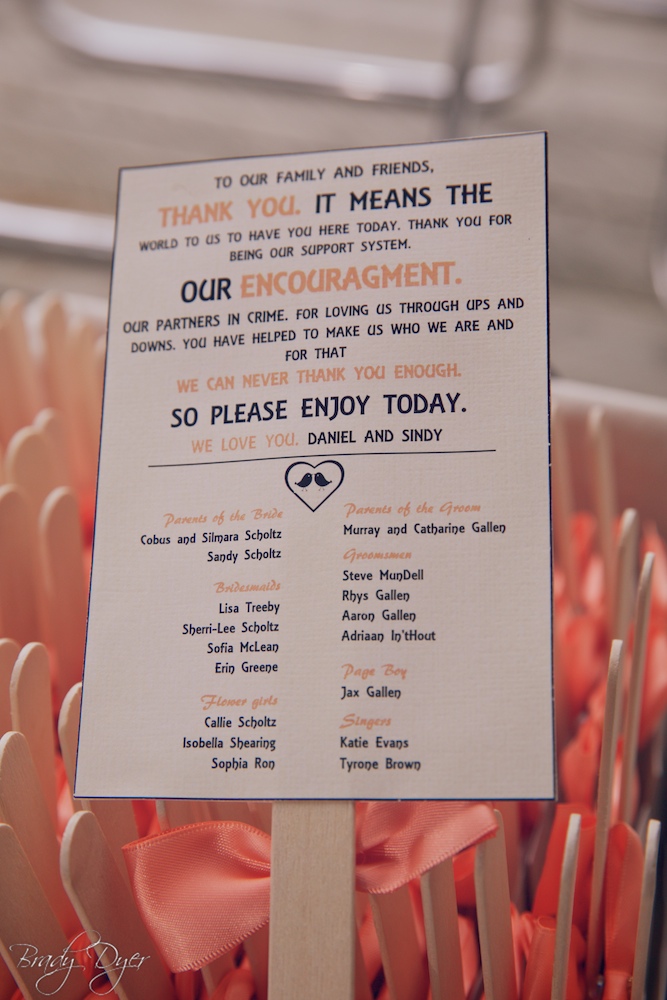 TO OUR FAMILY AND FRIENDS,
THANK YOU. IT MEANS THE
WORLD TO US TO HAVE YOU HERE TODAY. THANK YOU FOR
BEING OUR SUPPORT SYSTEM.
OUR ENCOURAGMENT.
OUR PARTNERS IN CRIME. FOR LOVING US THROUGH UPS AND
DOWNS. YOU HAVE HELPED TO MAKE US WHO WE ARE AND
FOR THAT
WE CAN NEVER THANK YOU ENOUGH.
SO PLEASE ENJOY TODAY.
WE LOVE YOU. DANIEL AND SINDY
Parents of the Bride
Cobus and Silmara Scholtz
Sandy Scholtz
Bridesmaids
Lisa Treeby
Sherri-Lee Scholtz
Sofia McLean
Erin Greene
Flower girls
Callie Scholtz
Isobella Shearing
Sophia Ron
Parents of the Groom
Murray and Catharine Gallen
Groomsmen
Steve MunDell
Rhys Gallen
Aaron Gallen
Adriaan In'tHout
Page Boy
Jax Gallen
Singers
Katie Evans
Tyrone Brown
Brady Dyer